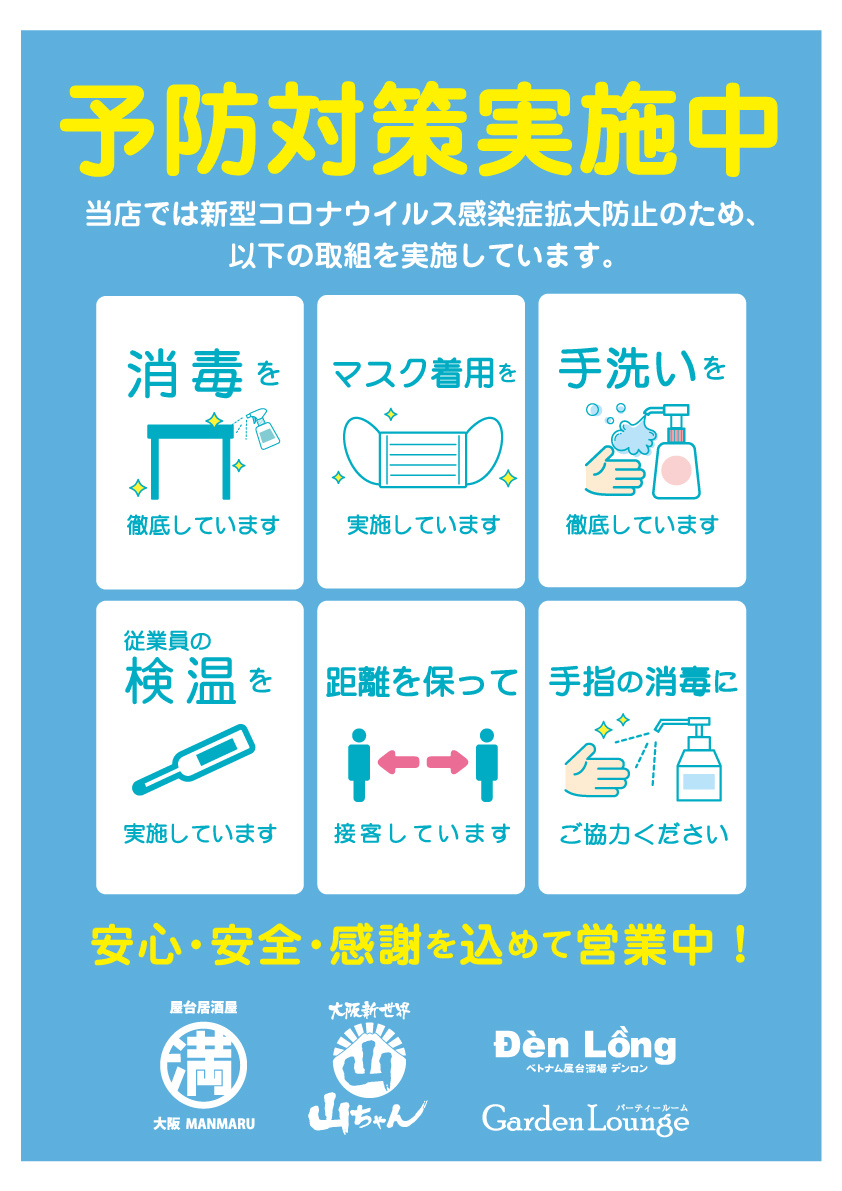 予防対策実施中
当店では新型コロナウイルス感染症拡大防止のため、
以下の取組を実施しています。
消毒を
徹底しています
マスク着用を
実施しています
手洗いを
徹底しています
従業員の
検温を
実施しています
距離を保って
接客しています
手指の消毒に
ご協力ください
安心・安全・感謝を込めて営業中！
屋台居酒屋
満
大阪 MANMARU
大阪新世界
山
山ちゃん
Đèn Lồng
ベトナム屋台酒場 デンロン
パーティールーム
Garden Lounge